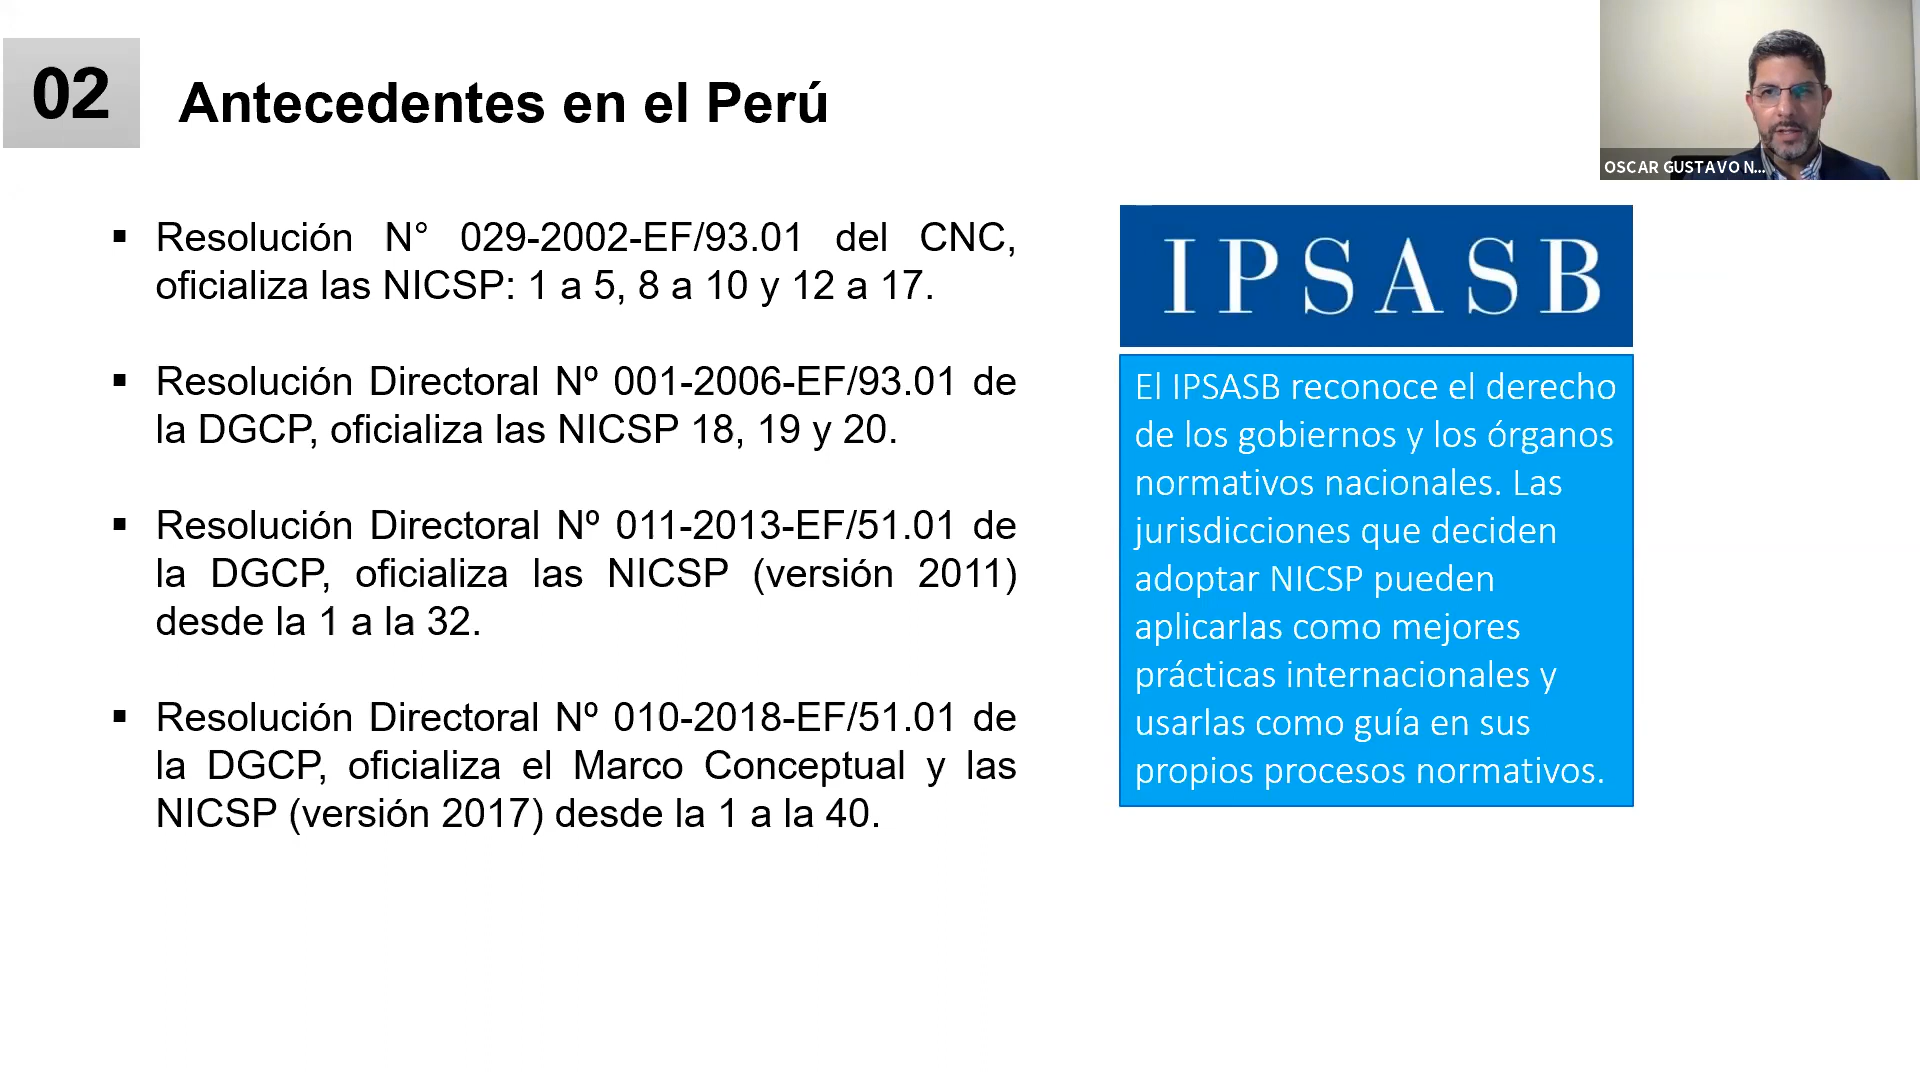 02
Antecedentes en el Perú
OSCAR GUSTAVO N...
▪ Resolución N° 029-2002-EF/93.01 del CNC,
oficializa las NICSP: 1 a 5, 8 a 10 y 12 a 17.
▪ Resolución Directoral Nº 001-2006-EF/93.01 de
la DGCP, oficializa las NICSP 18, 19 y 20.
▪ Resolución Directoral Nº 011-2013-EF/51.01 de
la DGCP, oficializa las NICSP (versión 2011)
desde la 1 a la 32.
▪ Resolución Directoral Nº 010-2018-EF/51.01 de
la DGCP, oficializa el Marco Conceptual y las
NICSP (versión 2017) desde la 1 a la 40.
IPSASB
El IPSASB reconoce el derecho
de los gobiernos y los órganos
normativos nacionales. Las
jurisdicciones que deciden
adoptar NICSP pueden
aplicarlas como mejores
prácticas internacionales y
usarlas como guía en sus
propios procesos normativos.